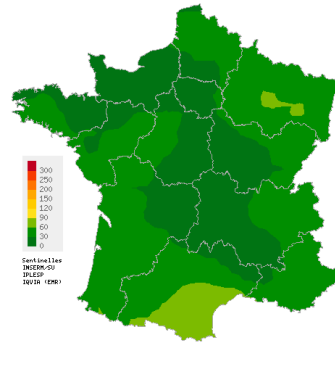 300
250
200
150
120
90
60
30
0
Sentinelles
INSERM/SU
IPLESP
IQVIA (EMR)